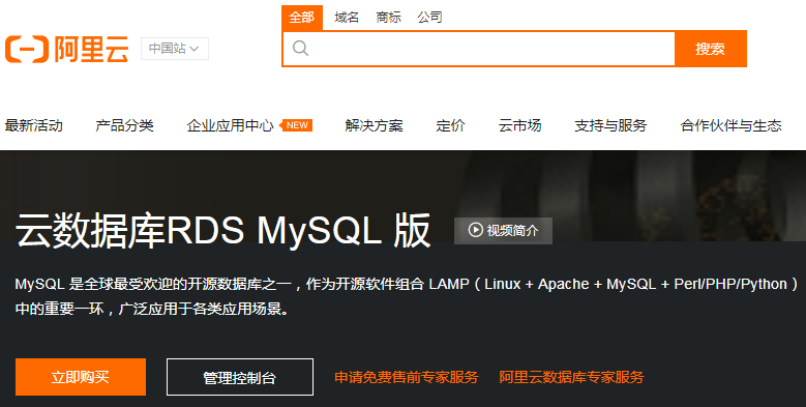 全部 域名 商标 公司
阿里云 中国站
搜索
最新活动 产品分类 企业应用中心 NEW 解决方案 定价 云市场 支持与服务 合作伙伴与生态
云数据库RDS MySQL 版 视频简介
MySQL 是全球最受欢迎的开源数据库之一，作为开源软件组合 LAMP（Linux + Apache + MySQL + Perl/PHP/Python）
中的重要一环，广泛应用于各类应用场景。
立即购买 管理控制台 申请免费售前专家服务 阿里云数据库专家服务